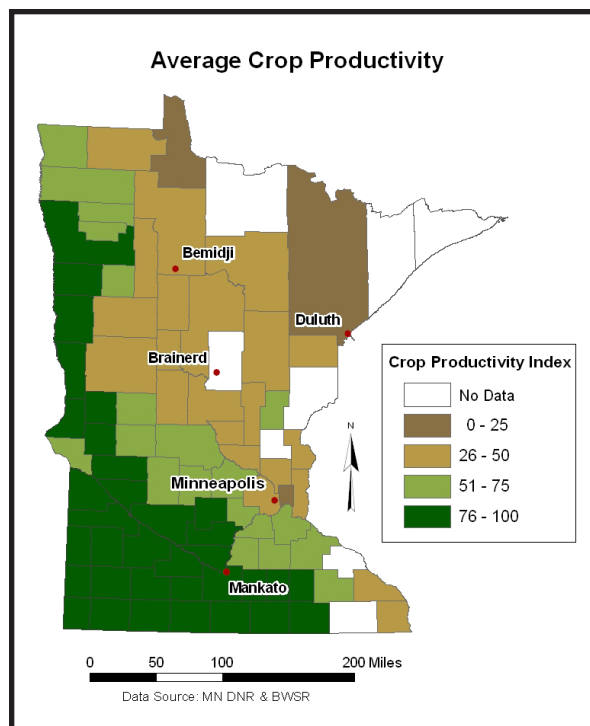 Average Crop Productivity
Bemidji
Duluth
Brainerd
Crop Productivity Index
No Data
0 - 25
26 - 50
51 - 75
76 - 100
N
Minneapolis
Mankato
0 50 100 200 Miles
Data Source: MN DNR & BWSR